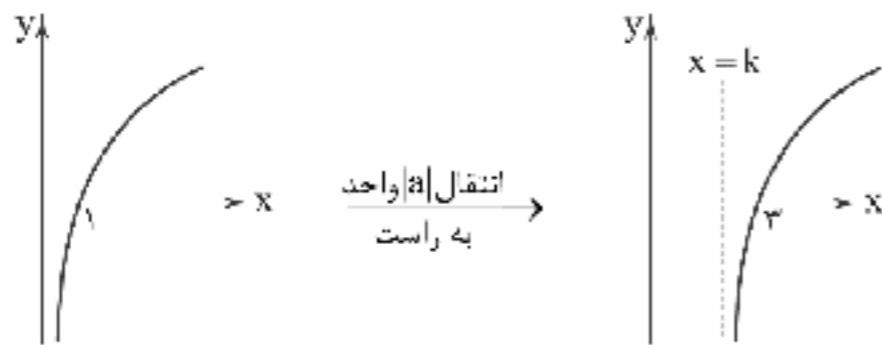 y
۱
x
انتقال |a| واحد
به راست
y
x = k
۳
x